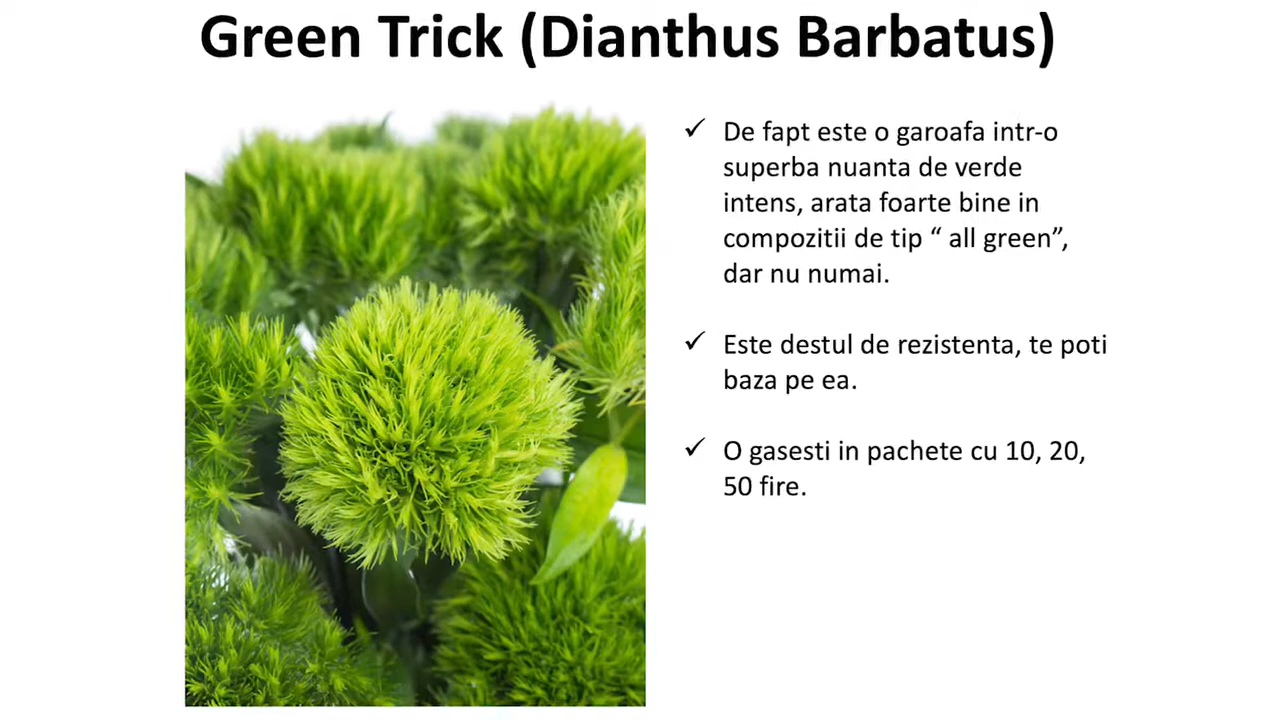 Green Trick (Dianthus Barbatus)
✓ De fapt este o garoafa intr-o
superba nuanta de verde
intens, arata foarte bine in
compozitii de tip “ all green”,
dar nu numai.
✓ Este destul de rezistenta, te poti
baza pe ea.
✓ O gasesti in pachete cu 10, 20,
50 fire.